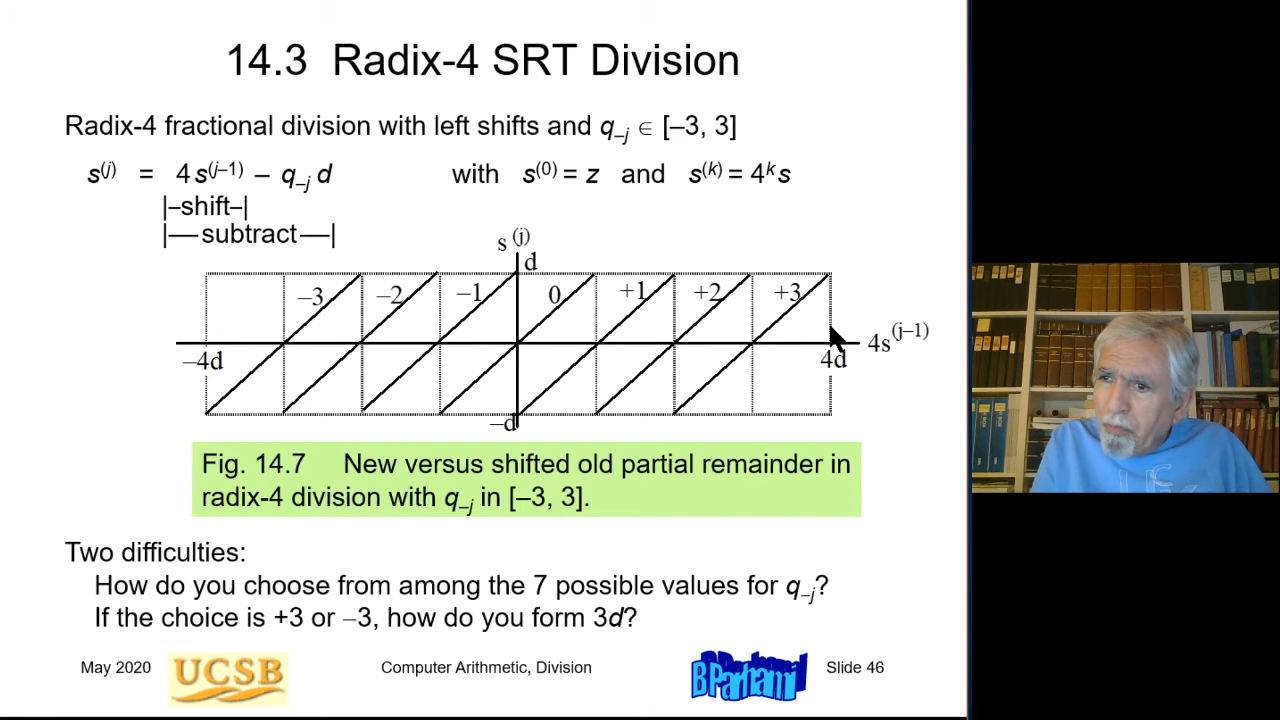 14.3 Radix-4 SRT Division
Radix-4 fractional division with left shifts and q–j ∈ [–3, 3]
s(j) = 4s(j–1) – q–j d with s(0) = z and s(k) = 4ks
|–shift–|
|—subtract—|
s (j)
d
–3 –2 –1 0 +1 +2 +3
4s(j–1)
–4d 4d
–d
Fig. 14.7 New versus shifted old partial remainder in
radix-4 division with q–j in [–3, 3].
Two difficulties:
How do you choose from among the 7 possible values for q–j?
If the choice is +3 or –3, how do you form 3d?
May 2020 UCSB Computer Arithmetic, Division B Parhami Slide 46